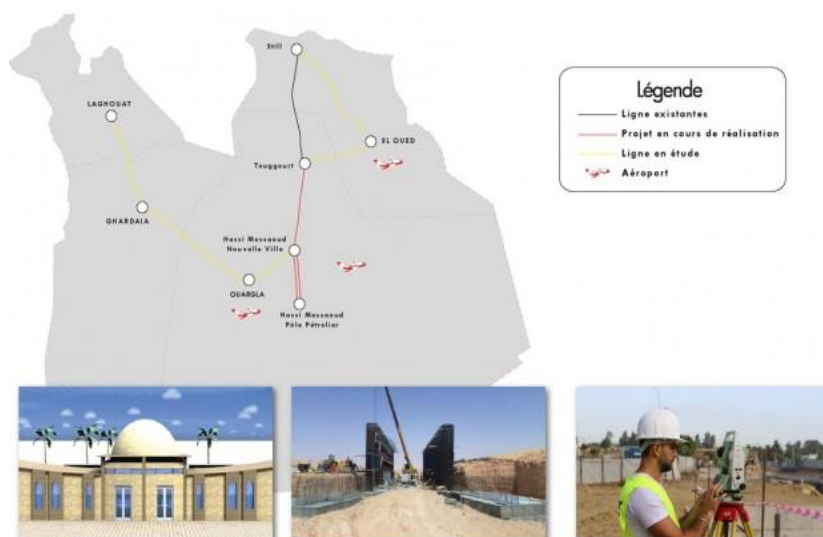 Still
LAGHOUAT
EL OUED
Touggourt
GHARDAIA
Hassi Messaoud
Nouvelle Ville
OUARGLA
Hassi Messaoud
Pôle Pétrolier
Légende
Ligne existantes
Projet en cours de réalisation
Ligne en étude
Aéroport